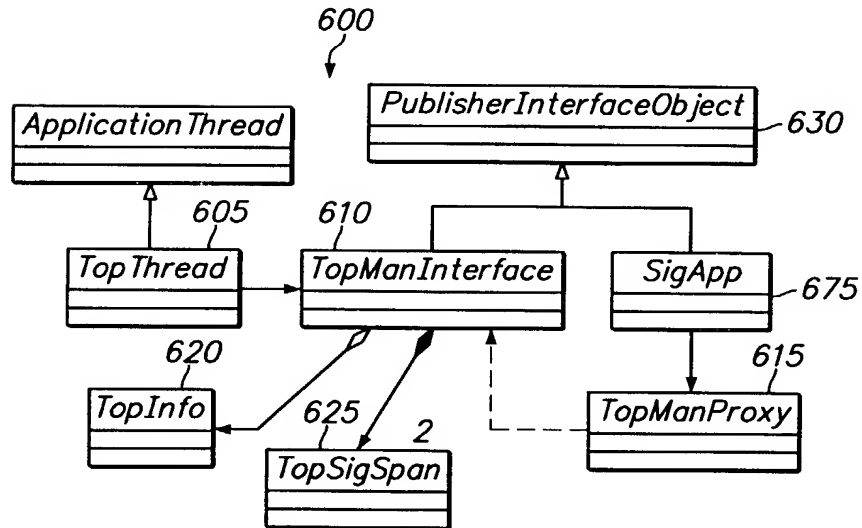 600
PublisherInterfaceObject
630
ApplicationThread
605
610
TopThread
TopManInterface
SigApp
675
620
615
TopInfo
625
2
TopManProxy
TopSigSpan